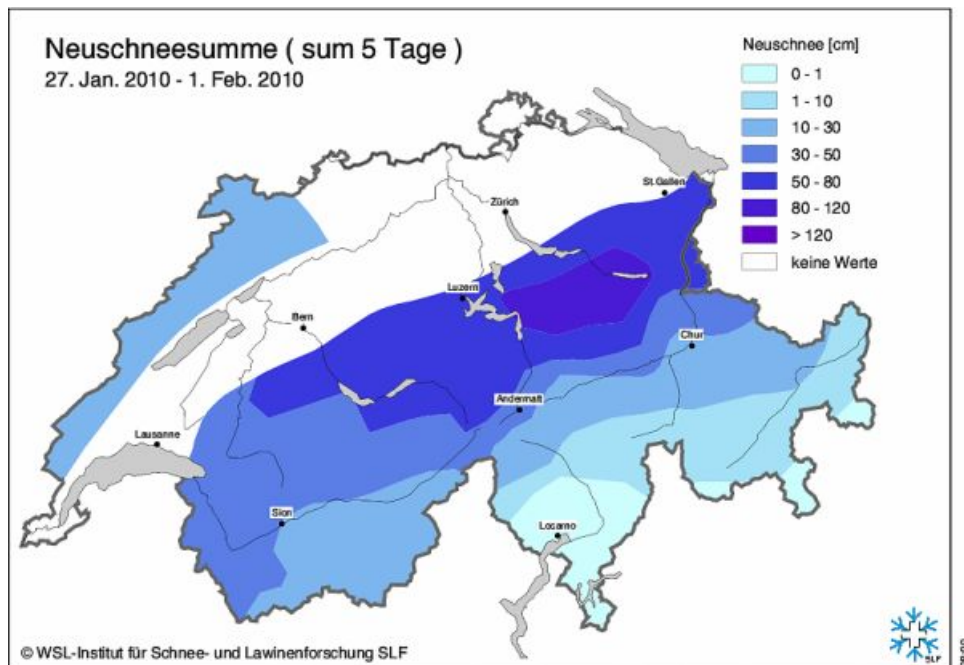 Neuschneesumme ( sum 5 Tage )
27. Jan. 2010 - 1. Feb. 2010
Neuschnee [cm]
0 - 1
1 - 10
10 - 30
30 - 50
50 - 80
80 - 120
> 120
keine Werte
St.Gallen
Zürich
Luzern
Bern
Chur
Andermatt
Lausanne
Sion
Locarno
© WSL-Institut für Schnee- und Lawinenforschung SLF
SLF